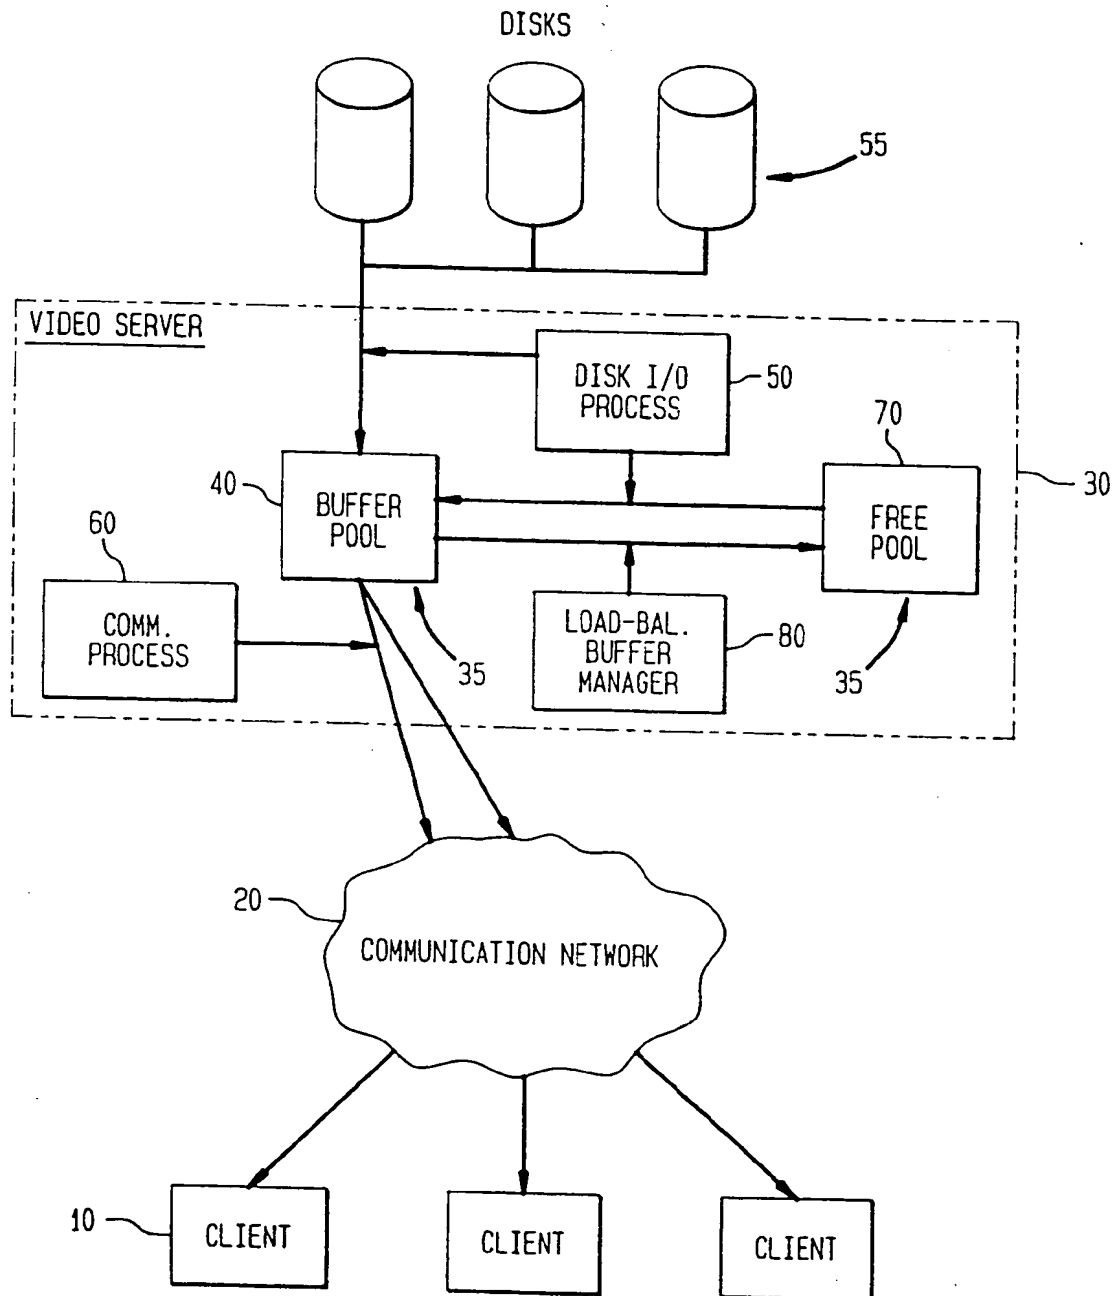 DISKS
55
VIDEO SERVER
DISK I/O
PROCESS
50
70
30
40
BUFFER
POOL
FREE
POOL
60
COMM.
PROCESS
LOAD-BAL.
BUFFER
MANAGER
80
35
35
20
COMMUNICATION NETWORK
10
CLIENT
CLIENT
CLIENT